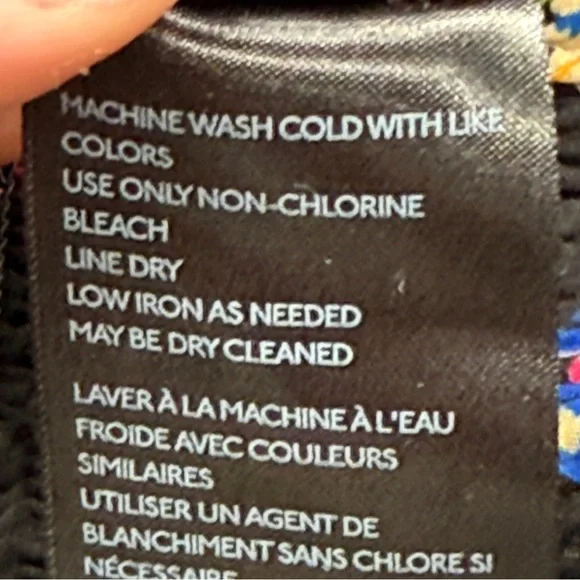 MACHINE WASH COLD WITH LIKE
COLORS
USE ONLY NON-CHLORINE
BLEACH
LINE DRY
LOW IRON AS NEEDED
MAY BE DRY CLEANED
LAVER À LA MACHINE À L'EAU
FROIDE AVEC COULEURS
SIMILAIRES
UTILISER UN AGENT DE
BLANCHIMENT SANS CHLORE SI
NÉCESSAIRE